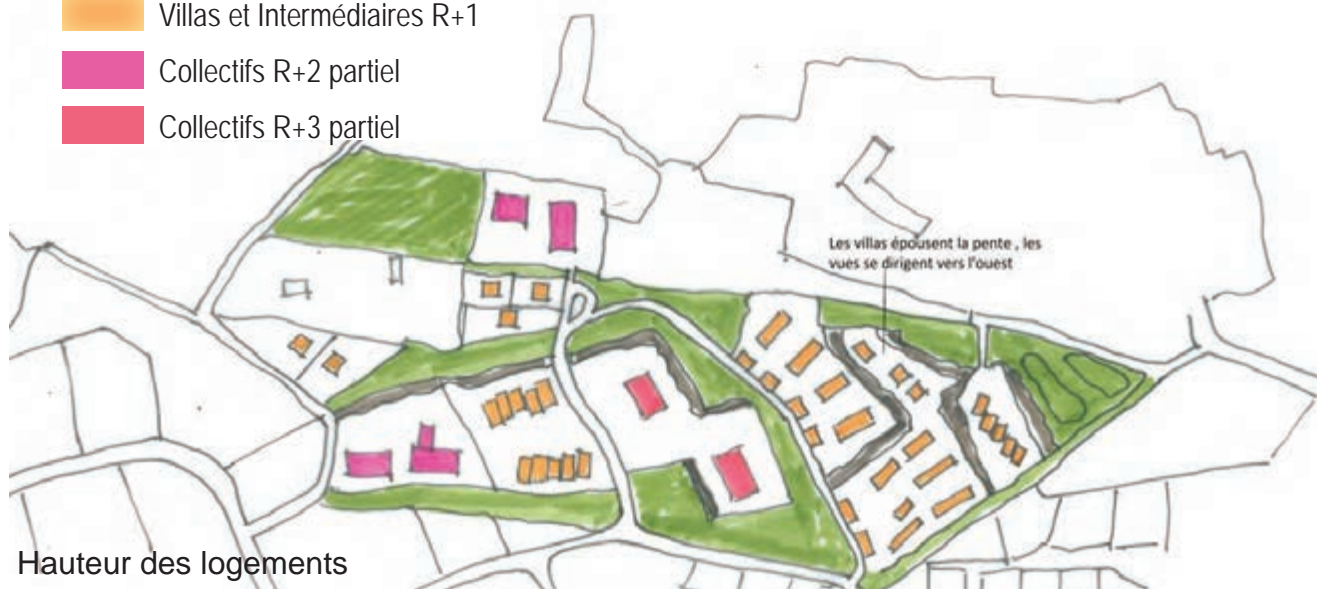 Villas et Intermédiaires R+1
Collectifs R+2 partiel
Collectifs R+3 partiel
Les villas épousent la pente , les
vues se dirigent vers l'ouest
Hauteur des logements